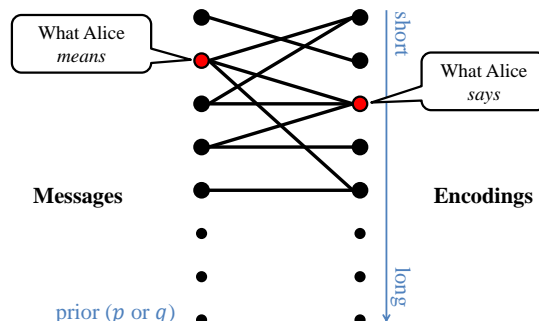 What Alice
means
short
What Alice
says
Messages
Encodings
long
prior (p or q)